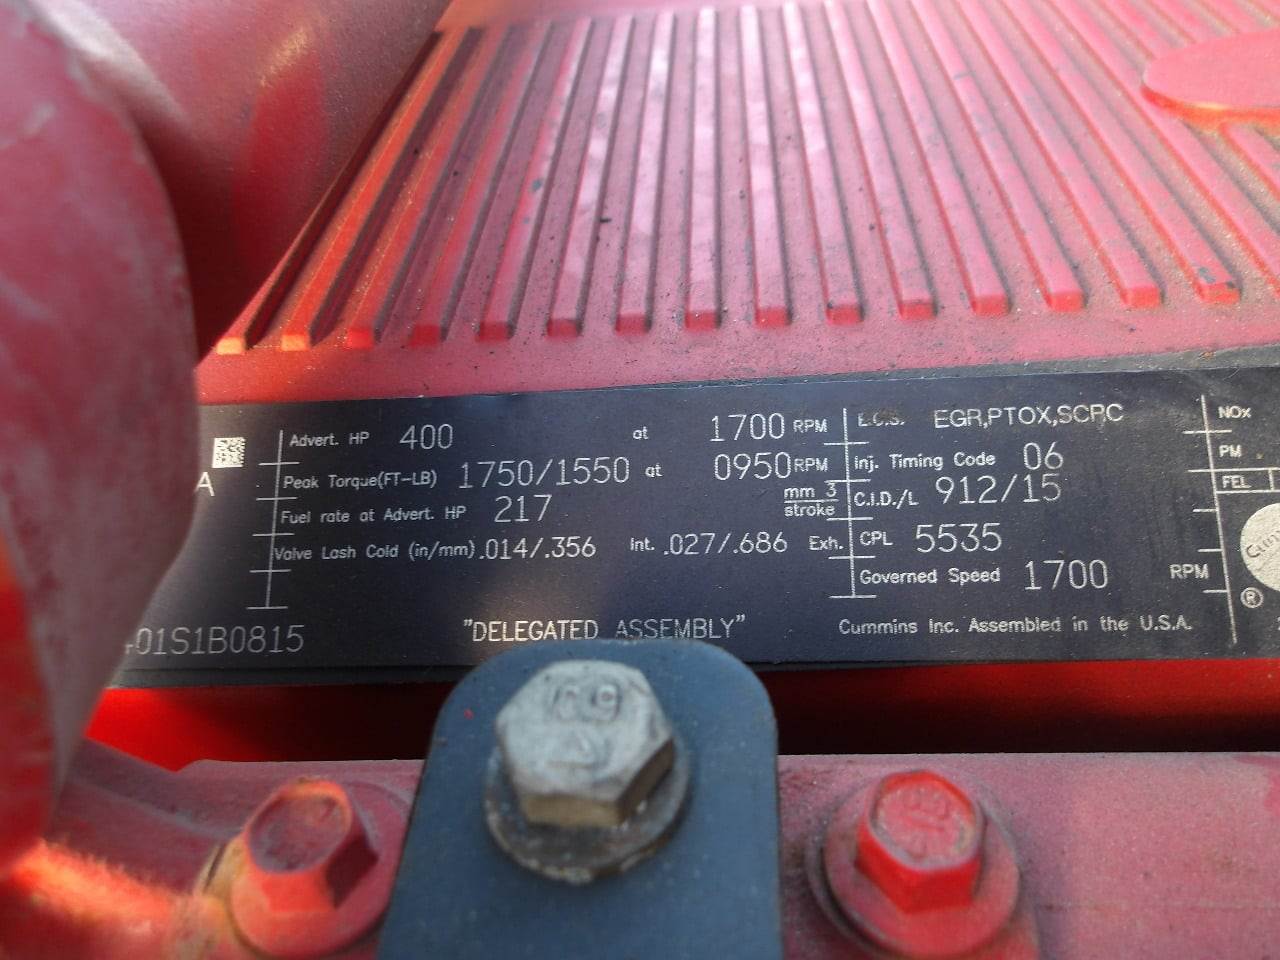 A
Advert. HP 400 at 1700 RPM
Peak Torque(FT-LB) 1750/1550 at 0950 RPM
Fuel rate at Advert. HP 217 mm 3 stroke
Valve Lash Cold (in/mm) .014/.356 Int. .027/.686 Exh.
01S1B0815
"DELEGATED ASSEMBLY"
E.C.S. EGR,PTOX,SCRC
Inj. Timing Code 06
C.I.D./L 912/15
CPL 5535
Governed Speed 1700 RPM
Cummins Inc. Assembled in the U.S.A.
NOx
PM
FEL
®
10.9